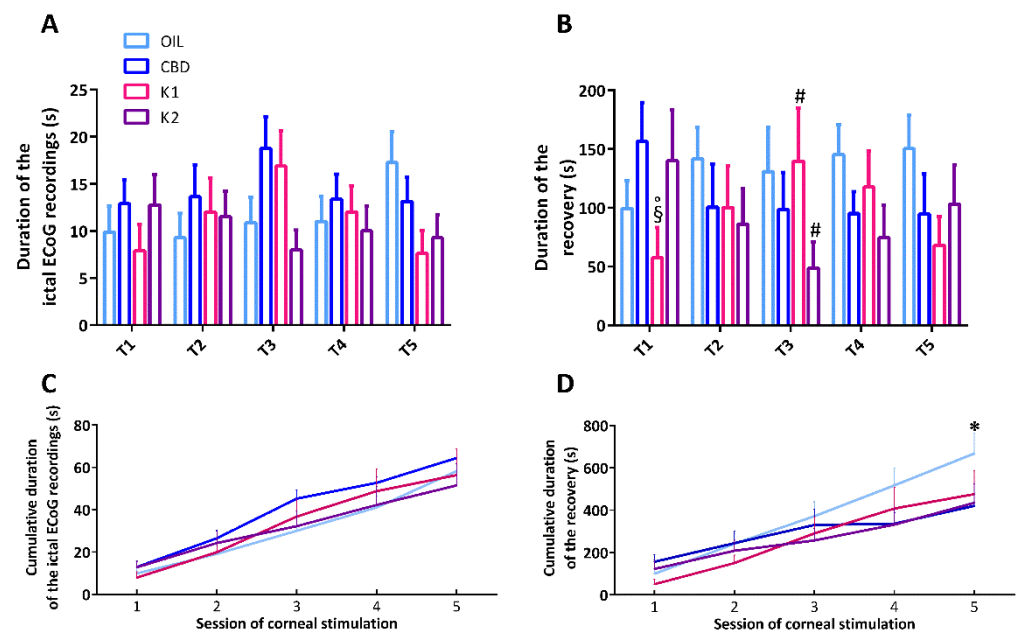 A
OIL
CBD
K1
K2
Duration of the
ictal ECoG recordings (s)
25
20
15
10
5
0
T1
T2
T3
T4
T5
B
Duration of the
recovery (s)
200
150
100
50
0
°
§
#
#
T1
T2
T3
T4
T5
C
Cumulative duration
of the ictal ECoG recordings (s)
80
60
40
20
0
1
2
3
4
5
Session of corneal stimulation
D
Cumulative duration
of the recovery (s)
800
600
400
200
0
*
1
2
3
4
5
Session of corneal stimulation